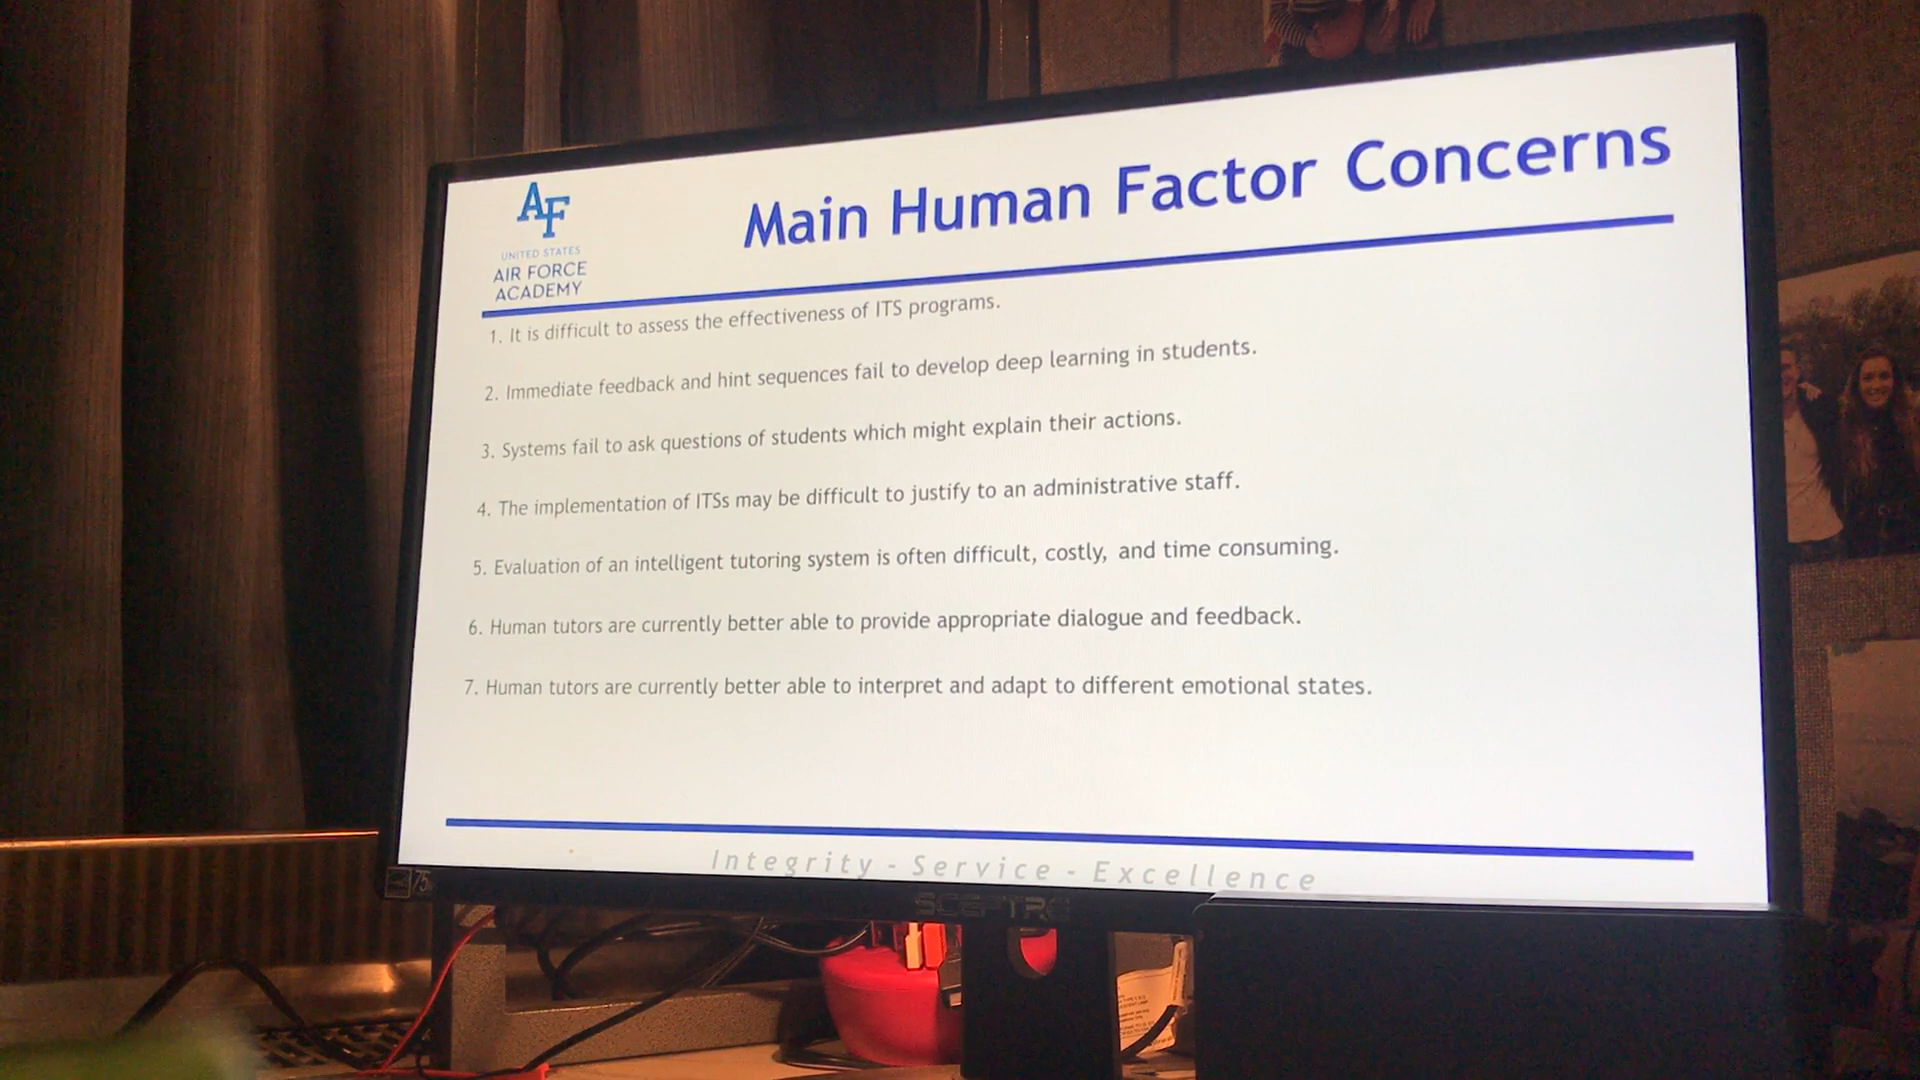 Main Human Factor Concerns
AF
UNITED STATES
AIR FORCE
ACADEMY
1. It is difficult to assess the effectiveness of ITS programs.
2. Immediate feedback and hint sequences fail to develop deep learning in students.
3. Systems fail to ask questions of students which might explain their actions.
4. The implementation of ITSs may be difficult to justify to an administrative staff.
5. Evaluation of an intelligent tutoring system is often difficult, costly, and time consuming.
6. Human tutors are currently better able to provide appropriate dialogue and feedback.
7. Human tutors are currently better able to interpret and adapt to different emotional states.
Integrity - Service - Excellence
75
SCEPTRE